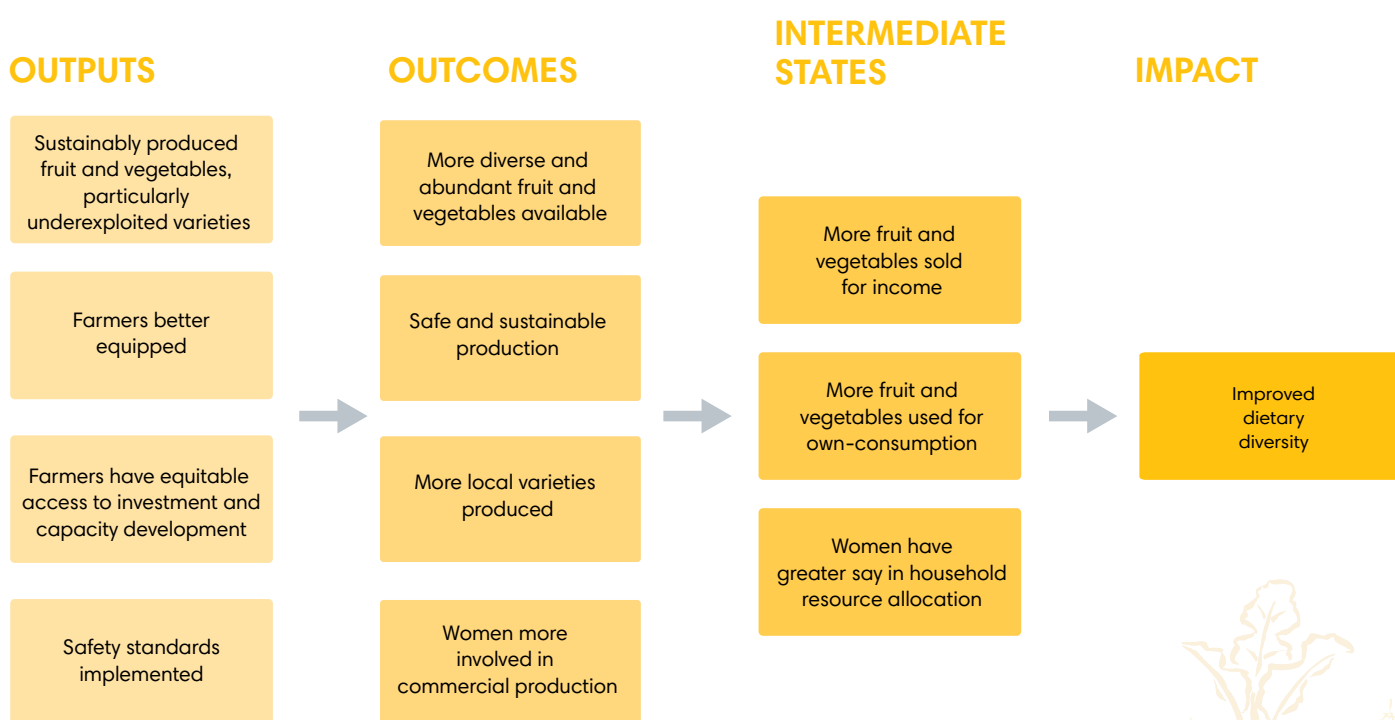 OUTPUTS
Sustainably produced
fruit and vegetables,
particularly
underexploited varieties
Farmers better
equipped
Farmers have equitable
access to investment and
capacity development
Safety standards
implemented
OUTCOMES
More diverse and
abundant fruit and
vegetables available
Safe and sustainable
production
More local varieties
produced
Women more
involved in
commercial production
INTERMEDIATE
STATES
More fruit and
vegetables sold
for income
More fruit and
vegetables used for
own-consumption
Women have
greater say in household
resource allocation
IMPACT
Improved
dietary
diversity